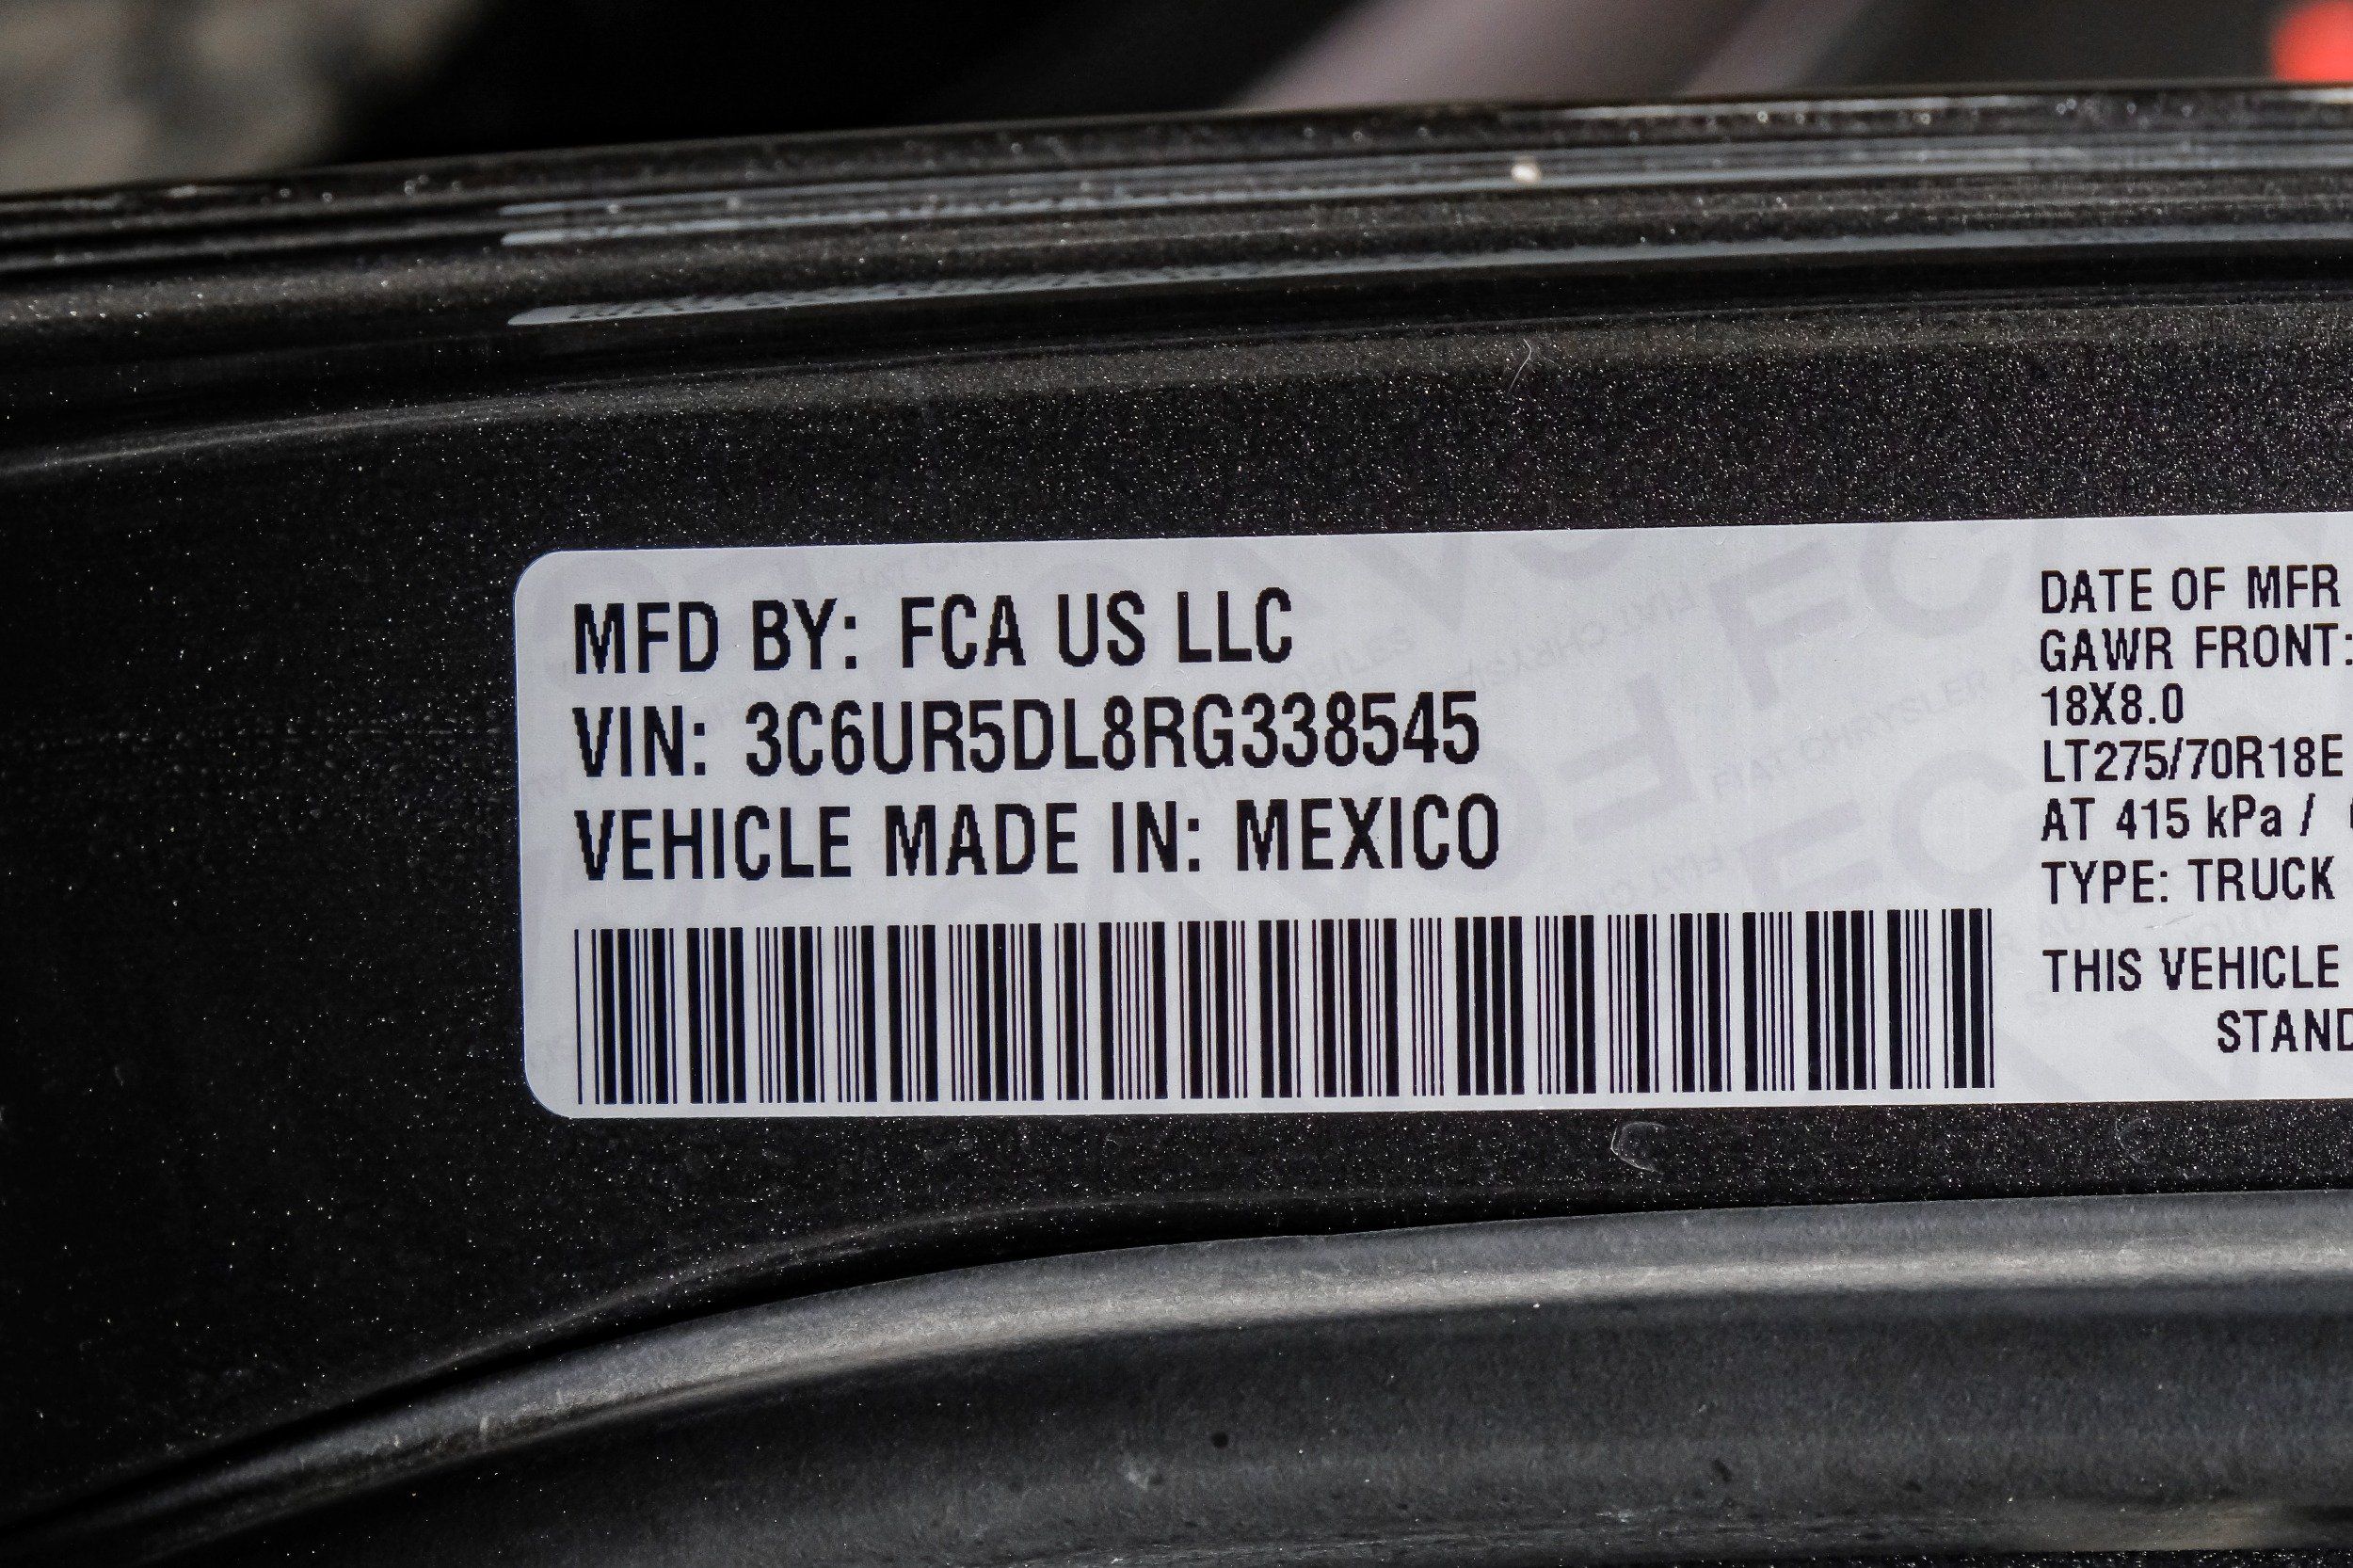 MFD BY: FCA US LLC
VIN: 3C6UR5DL8RG338545
VEHICLE MADE IN: MEXICO
DATE OF MFR
GAWR FRONT:
18X8.0
LT275/70R18E
AT 415 kPa /
TYPE: TRUCK
THIS VEHICLE
STAND